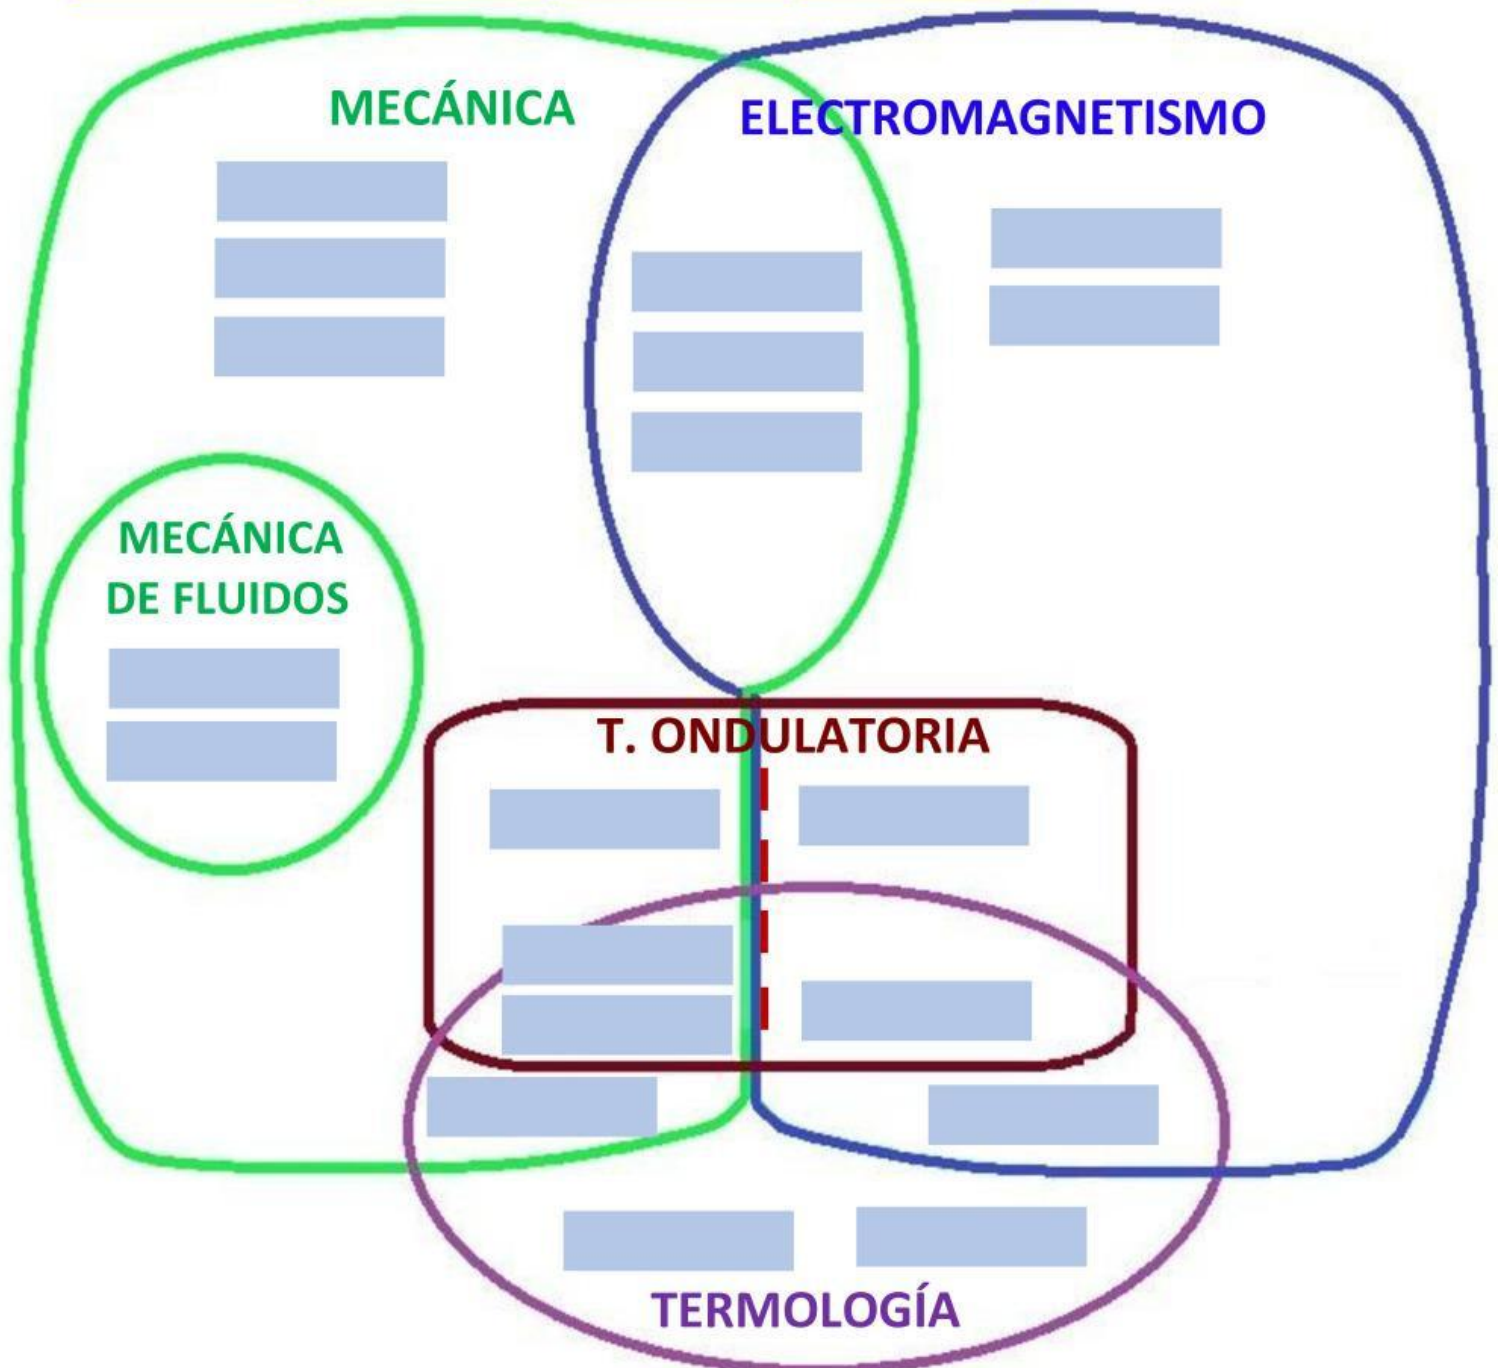 MECÁNICA
ELECTROMAGNETISMO
MECÁNICA
DE FLUIDOS
T. ONDULATORIA
TERMOLOGÍA